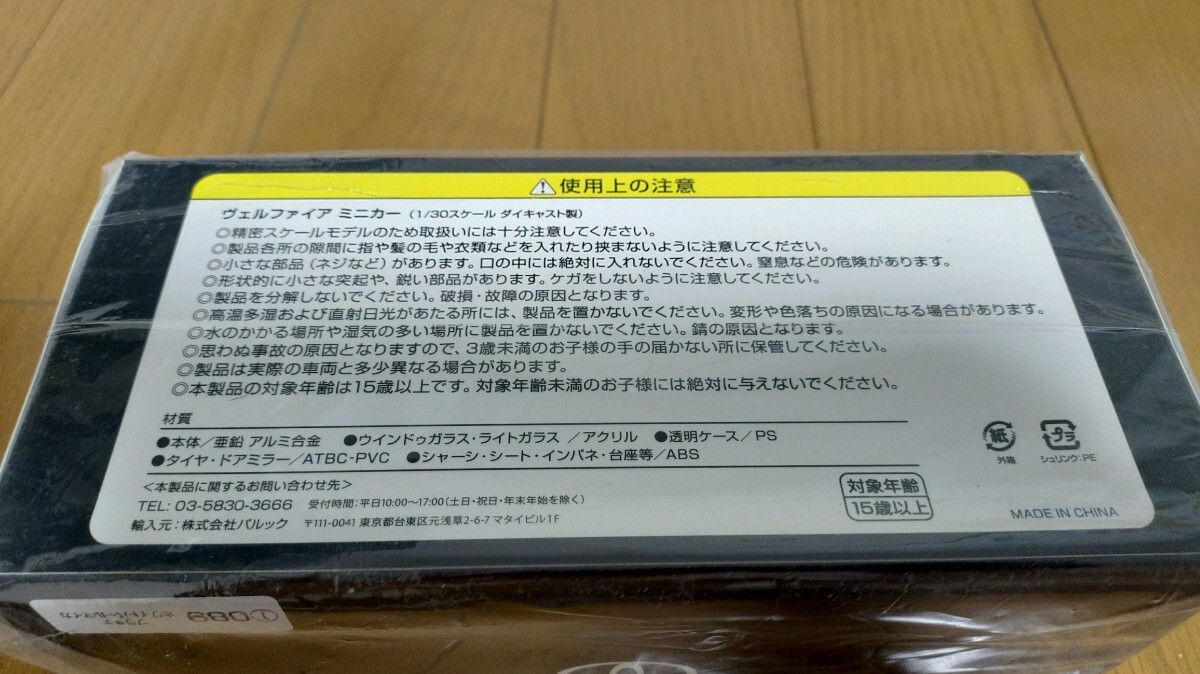 ⚠使用上の注意
ヴェルファイア ミニカー（1/30スケール ダイキャスト製）
◎精密スケールモデルのため取扱いには十分注意してください。
◎製品各所の隙間に指や髪の毛や衣類などを入れたり挟まないように注意してください。
◎小さな部品（ネジなど）があります。口の中には絶対に入れないでください。窒息などの危険があります。
◎形状的に小さな突起や、鋭い部品があります。ケガをしないように注意してください。
◎製品を分解しないでください。破損・故障の原因となります。
◎高温多湿および直射日光があたる所には、製品を置かないでください。変形や色落ちの原因になる場合があります。
◎水のかかる場所や湿気の多い場所に製品を置かないでください。錆の原因となります。
◎思わぬ事故の原因となりますので、3歳未満のお子様の手の届かない所に保管してください。
◎製品は実際の車両と多少異なる場合があります。
◎本製品の対象年齢は15歳以上です。対象年齢未満のお子様には絶対に与えないでください。
材質
●本体／亜鉛 アルミ合金 ●ウインドゥガラス・ライトガラス ／アクリル ●透明ケース／PS
●タイヤ・ドアミラー／ATBC-PVC ●シャーシ・シート・インパネ・台座等／ABS
＜本製品に関するお問い合わせ先＞
TEL: 03-5830-3666 受付時間：平日10:00〜17:00（土日・祝日・年末年始を除く）
輸入元：株式会社パルック 〒111-0041 東京都台東区元浅草2-6-7 マタイビル1F
紙
外箱
プラ
シュリンク：PE
対象年齢
15歳以上
MADE IN CHINA
① 089
プラチナ
ホワイトパールマイカ